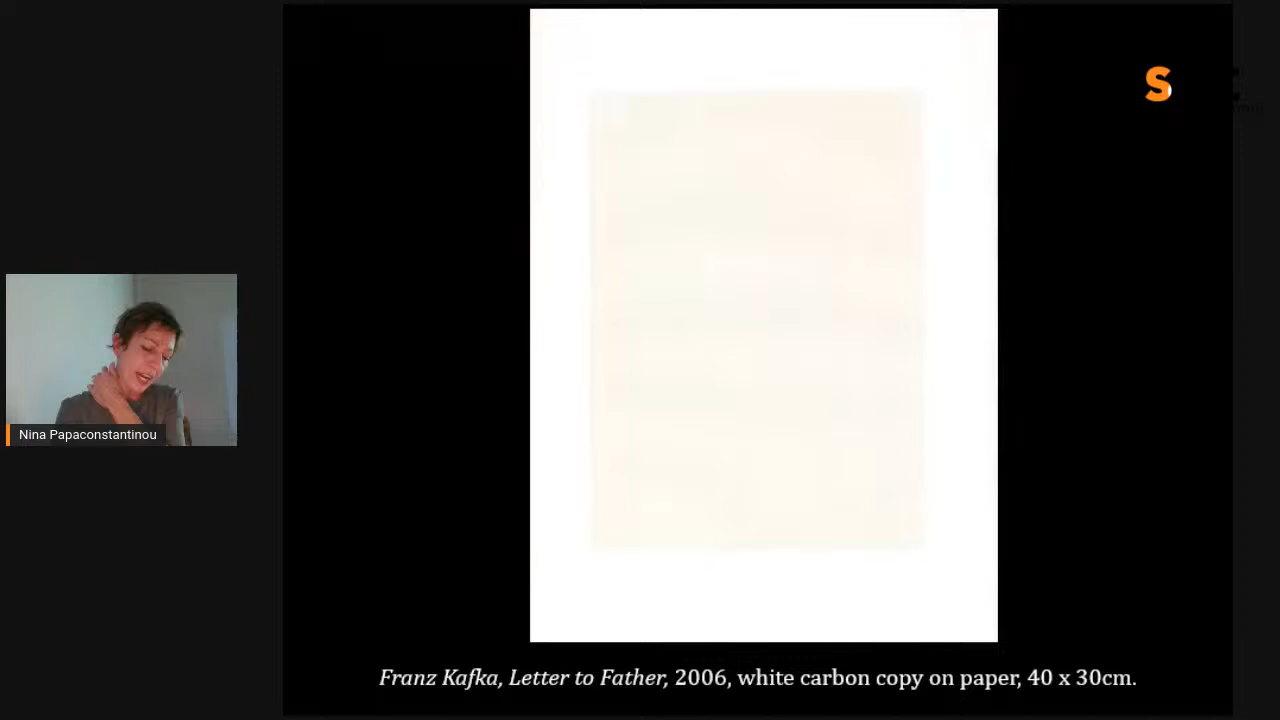 S
Nina Papaconstantinou
Franz Kafka, Letter to Father, 2006, white carbon copy on paper, 40 x 30cm.